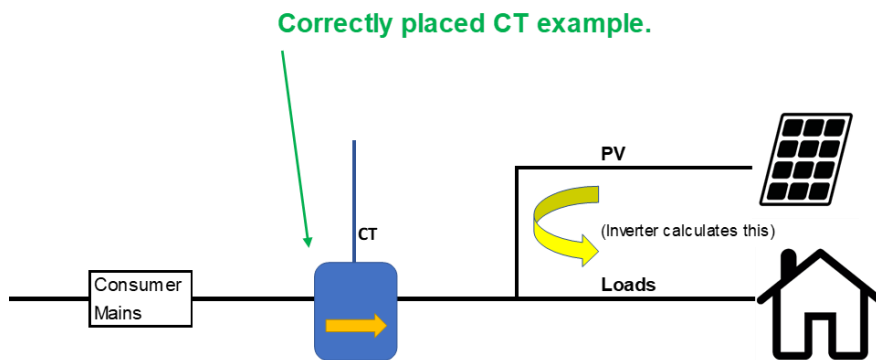 Correctly placed CT example.
PV
CT
(Inverter calculates this)
Consumer
Mains
Loads